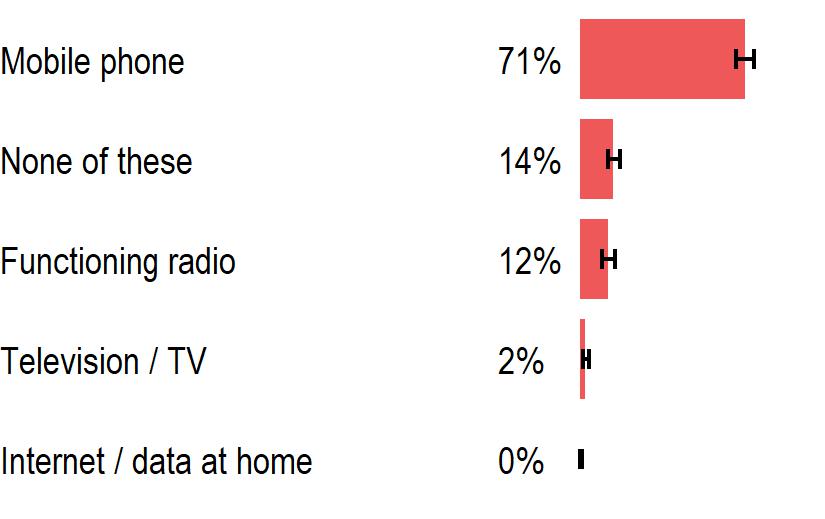 Mobile phone 71%
None of these 14%
Functioning radio 12%
Television / TV 2%
Internet / data at home 0%